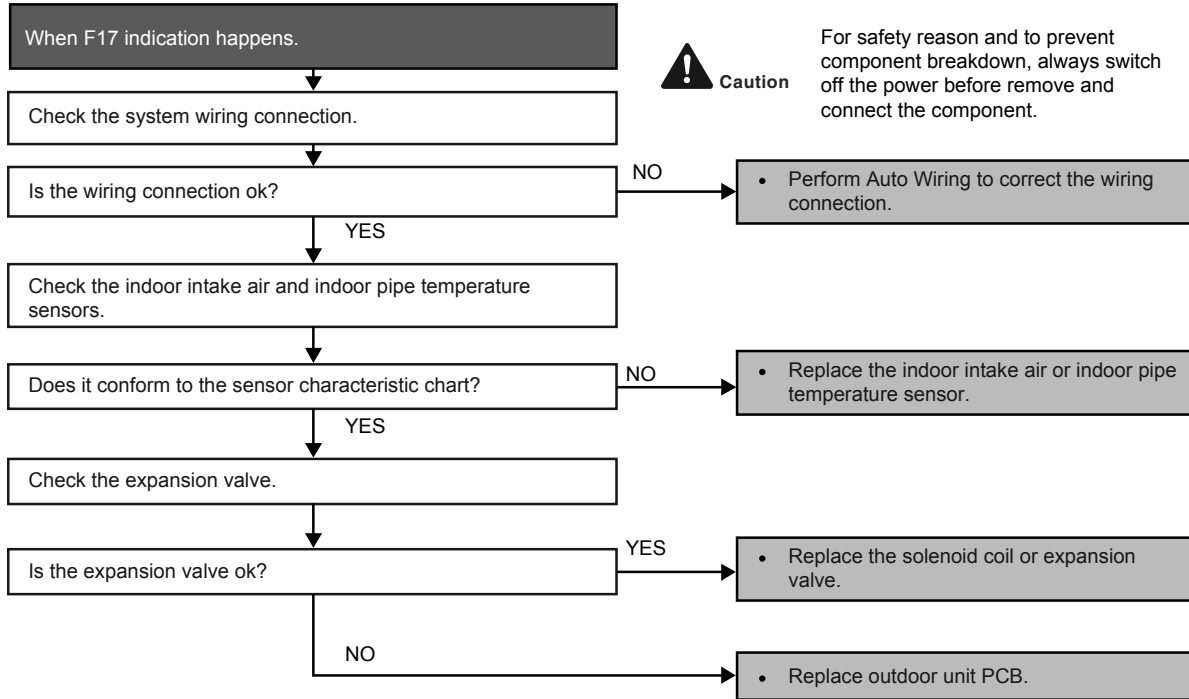 When F17 indication happens.
Caution
For safety reason and to prevent
component breakdown, always switch
off the power before remove and
connect the component.
Check the system wiring connection.
Is the wiring connection ok?
NO
• Perform Auto Wiring to correct the wiring
connection.
YES
Check the indoor intake air and indoor pipe temperature
sensors.
Does it conform to the sensor characteristic chart?
NO
• Replace the indoor intake air or indoor pipe
temperature sensor.
YES
Check the expansion valve.
Is the expansion valve ok?
YES
• Replace the solenoid coil or expansion
valve.
NO
• Replace outdoor unit PCB.